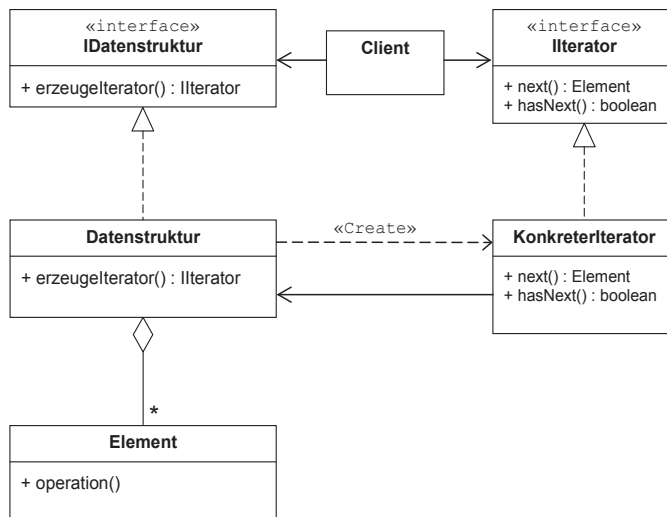 «interface»
IDatenstruktur
+ erzeugeIterator() : IIterator
Client
«interface»
IIterator
+ next() : Element
+ hasNext() : boolean
Datenstruktur
+ erzeugeIterator() : IIterator
«Create»
KonkreterIterator
+ next() : Element
+ hasNext() : boolean
*
Element
+ operation()